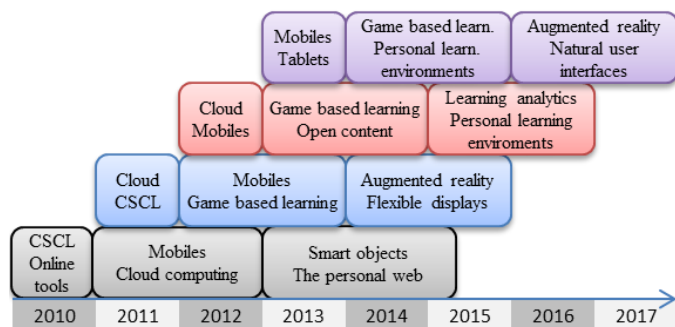 Mobiles
Tablets
Game based learn.
Personal learn.
environments
Augmented reality
Natural user
interfaces
Cloud
Mobiles
Game based learning
Open content
Learning analytics
Personal learning
enviroments
Cloud
CSCL
Mobiles
Game based learning
Augmented reality
Flexible displays
CSCL
Online
tools
Mobiles
Cloud computing
Smart objects
The personal web
2010 2011 2012 2013 2014 2015 2016 2017